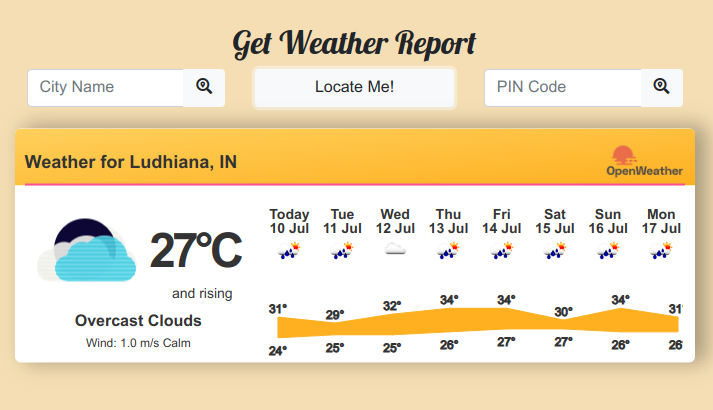 Get Weather Report
City Name
Locate Me!
PIN Code
Weather for Ludhiana, IN
OpenWeather
27°C
and rising
Overcast Clouds
Wind: 1.0 m/s Calm
Today Tue Wed Thu Fri Sat Sun Mon
10 Jul 11 Jul 12 Jul 13 Jul 14 Jul 15 Jul 16 Jul 17 Jul
31° 29° 32° 34° 34° 30° 34° 31
24° 25° 25° 26° 27° 27° 26° 26